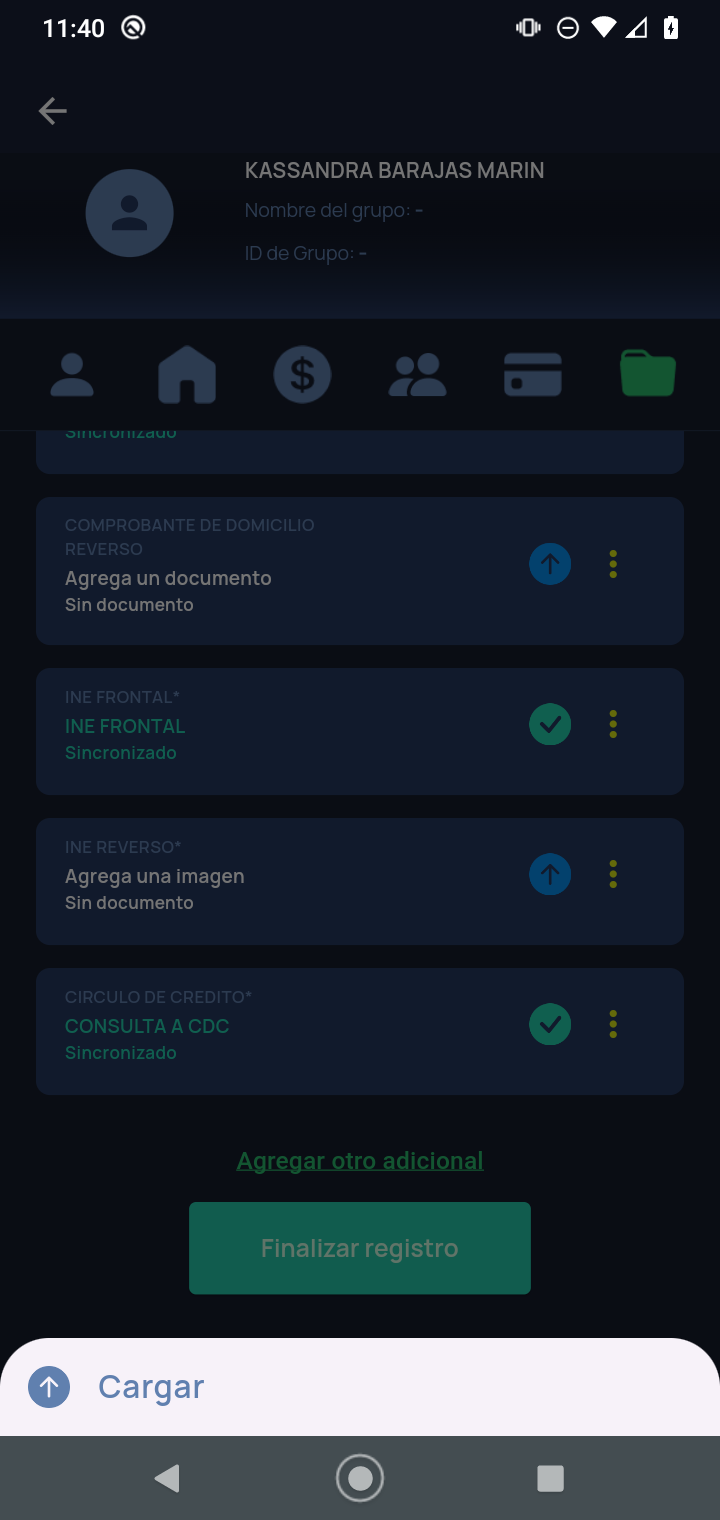 11:40
KASSANDRA BARAJAS MARIN
Nombre del grupo: -
ID de Grupo: -
Sincronizado
COMPROBANTE DE DOMICILIO
REVERSO
Agrega un documento
Sin documento
INE FRONTAL*
INE FRONTAL
Sincronizado
INE REVERSO*
Agrega una imagen
Sin documento
CIRCULO DE CREDITO*
CONSULTA A CDC
Sincronizado
Agregar otro adicional
Finalizar registro
Cargar